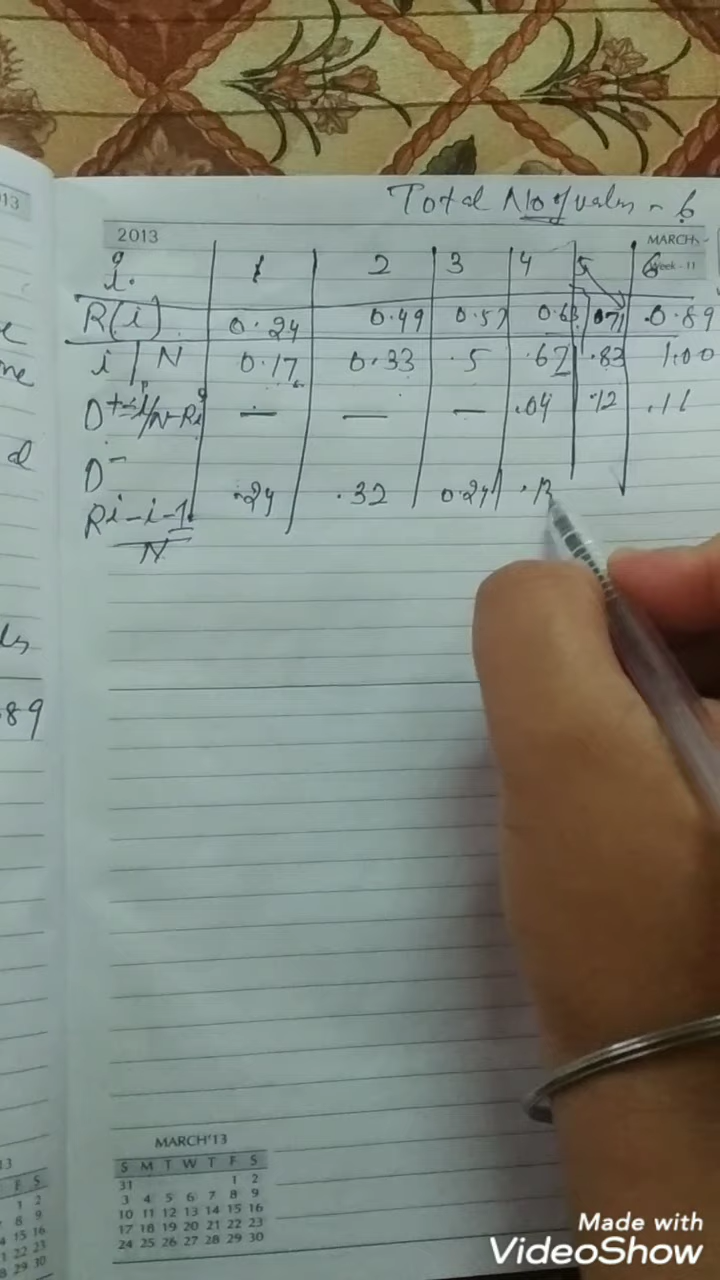 013
Total No of values - 6
2013 MARCH - Week - 11
i. 1 2 3 4 5 6
R(i) 0.24 0.49 0.57 0.63 071 .0.89
i | N 0.17 0.33 .5 .67 .83 1.00
D+ = i/N - Ri — — — .04 .12 .11
D-
Ri - i - 1 .24 .32 0.24 .13
N
.89
MARCH'13
S M T W T F S
31 1 2
3 4 5 6 7 8 9
10 11 12 13 14 15 16
17 18 19 20 21 22 23
24 25 26 27 28 29 30
Made with
VideoShow